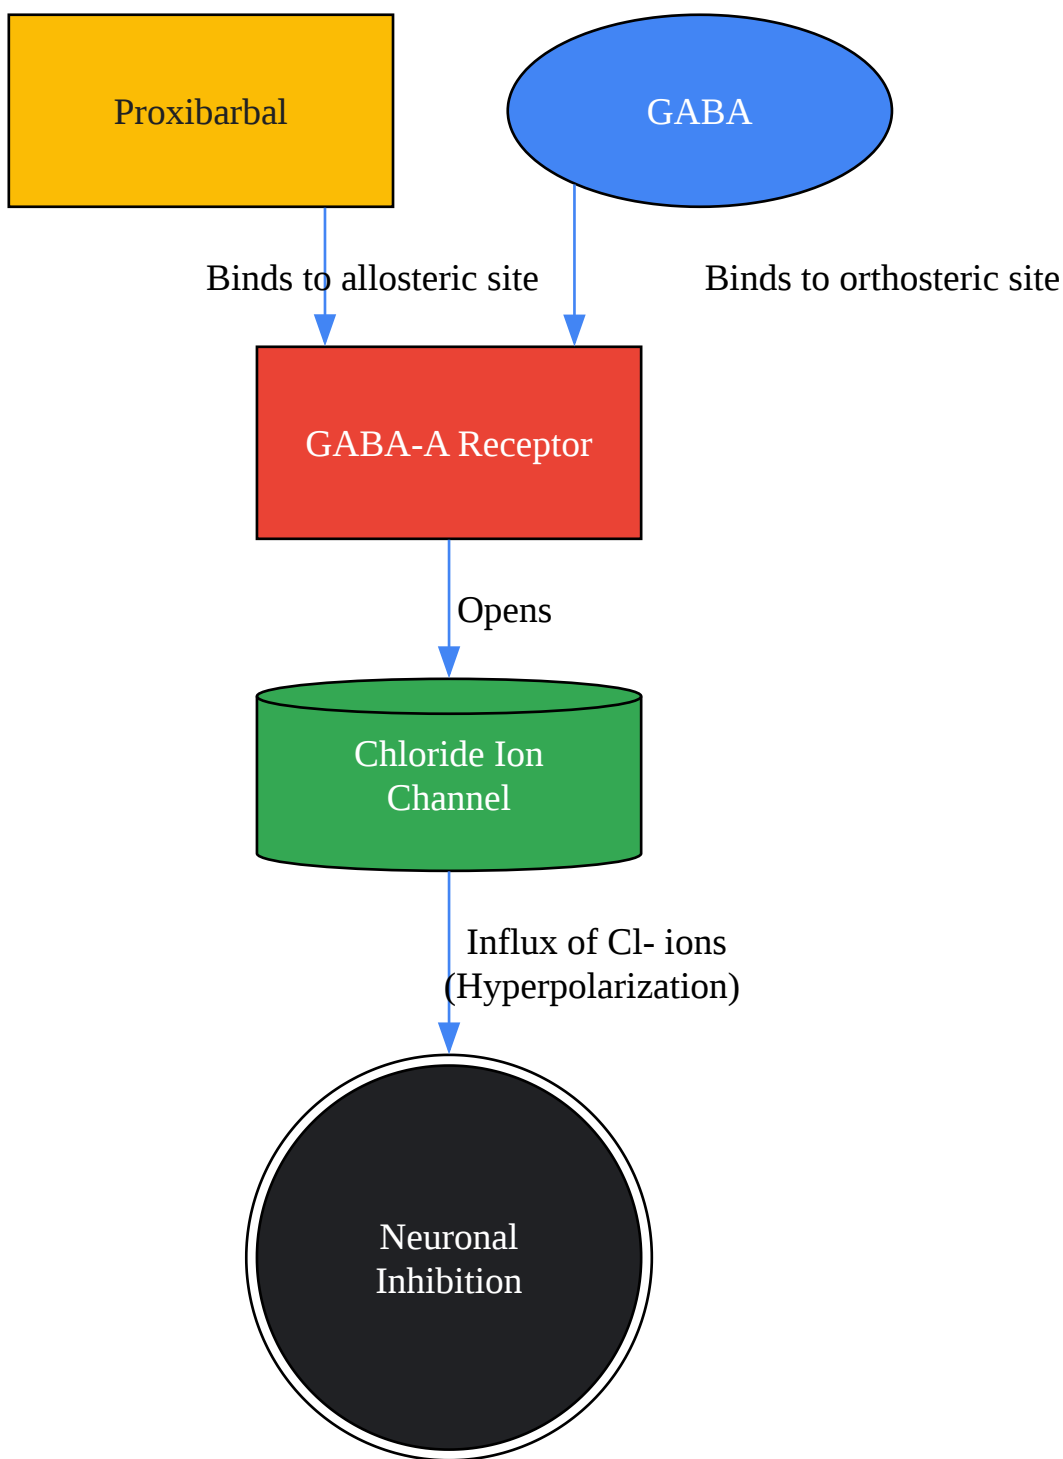 Proxibarbal
GABA
Binds to allosteric site
Binds to orthosteric site
GABA-A Receptor
Opens
Chloride Ion
Channel
Influx of Cl- ions
(Hyperpolarization)
Neuronal
Inhibition